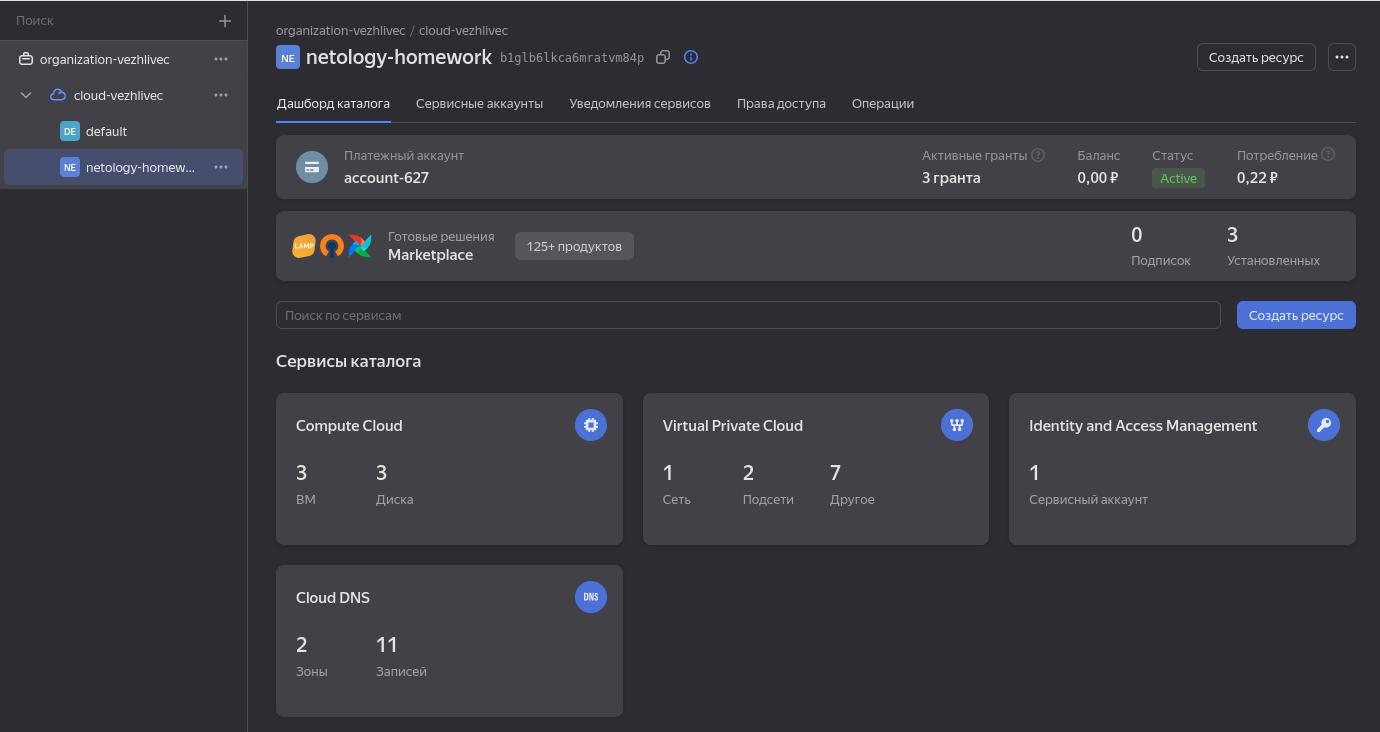 Поиск
organization-vezhlivec
cloud-vezhlivec
DE default
NE netology-homew...
organization-vezhlivec / cloud-vezhlivec
NE netology-homework b1glb6lkca6mratvm84p
Создать ресурс
Дашборд каталога Сервисные аккаунты Уведомления сервисов Права доступа Операции
Платежный аккаунт
account-627
Активные гранты
3 гранта
Баланс
0,00 ₽
Статус
Active
Потребление
0,22 ₽
LAMP
Готовые решения
Marketplace
125+ продуктов
0
Подписок
3
Установленных
Поиск по сервисам
Создать ресурс
Сервисы каталога
Compute Cloud
3 3
ВМ Диска
Virtual Private Cloud
1 2 7
Сеть Подсети Другое
Identity and Access Management
1
Сервисный аккаунт
Cloud DNS
DNS
2 11
Зоны Записей